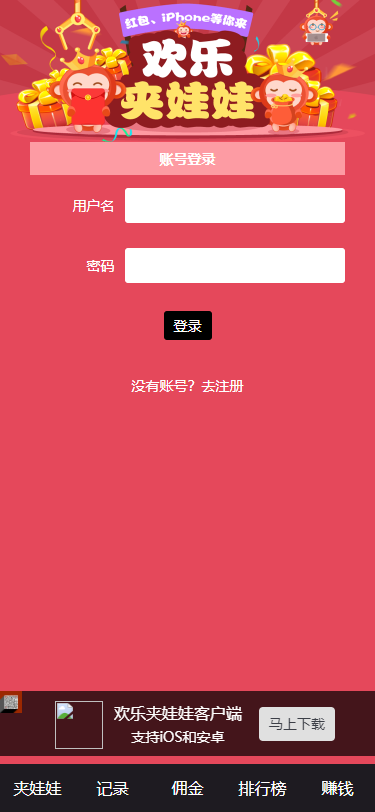 红包、iPhone等你来
欢乐
夹娃娃
账号登录
用户名
密码
登录
没有账号？去注册
欢乐夹娃娃客户端
支持iOS和安卓
马上下载
夹娃娃 记录 佣金 排行榜 赚钱